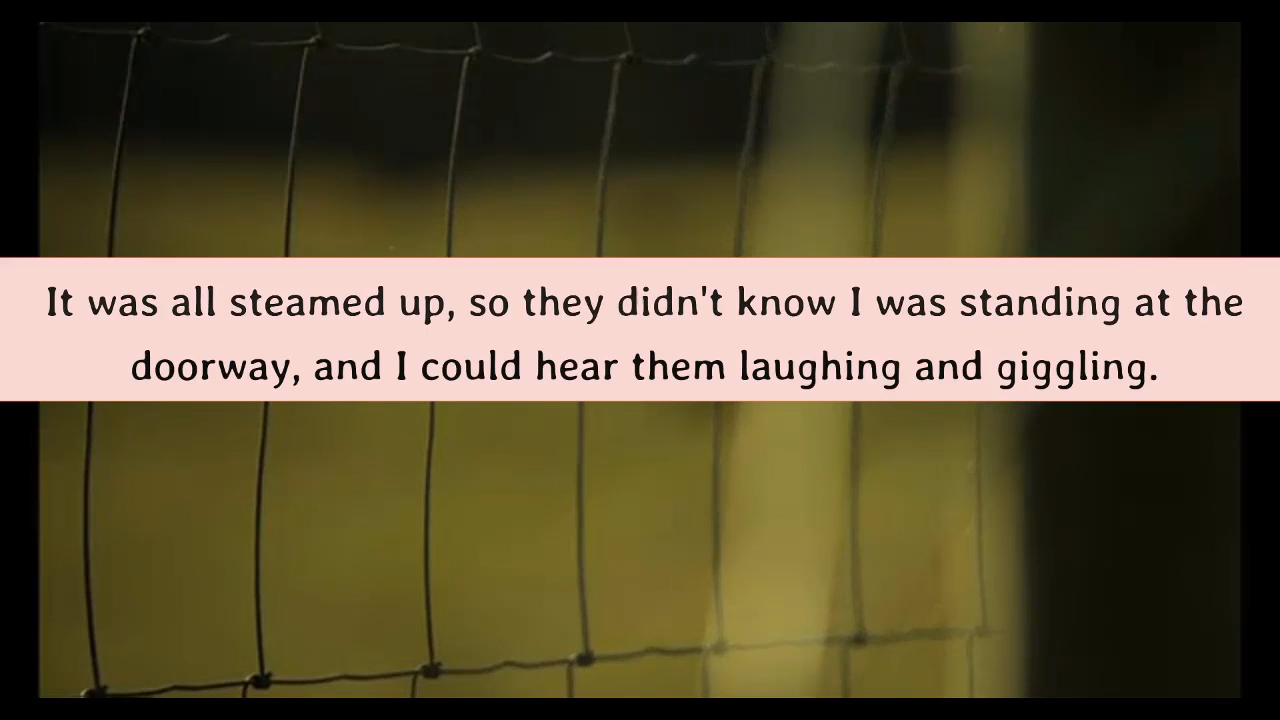 It was all steamed up, so they didn't know I was standing at the
doorway, and I could hear them laughing and giggling.